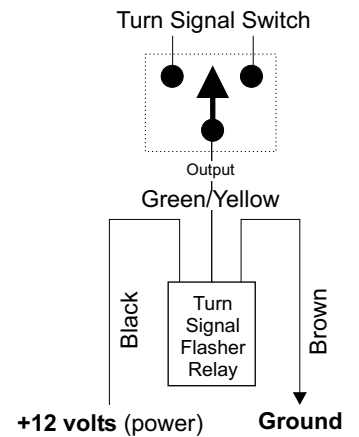 Turn Signal Switch
Output
Green/Yellow
Black
Turn
Signal
Flasher
Relay
Brown
+12 volts (power)
Ground